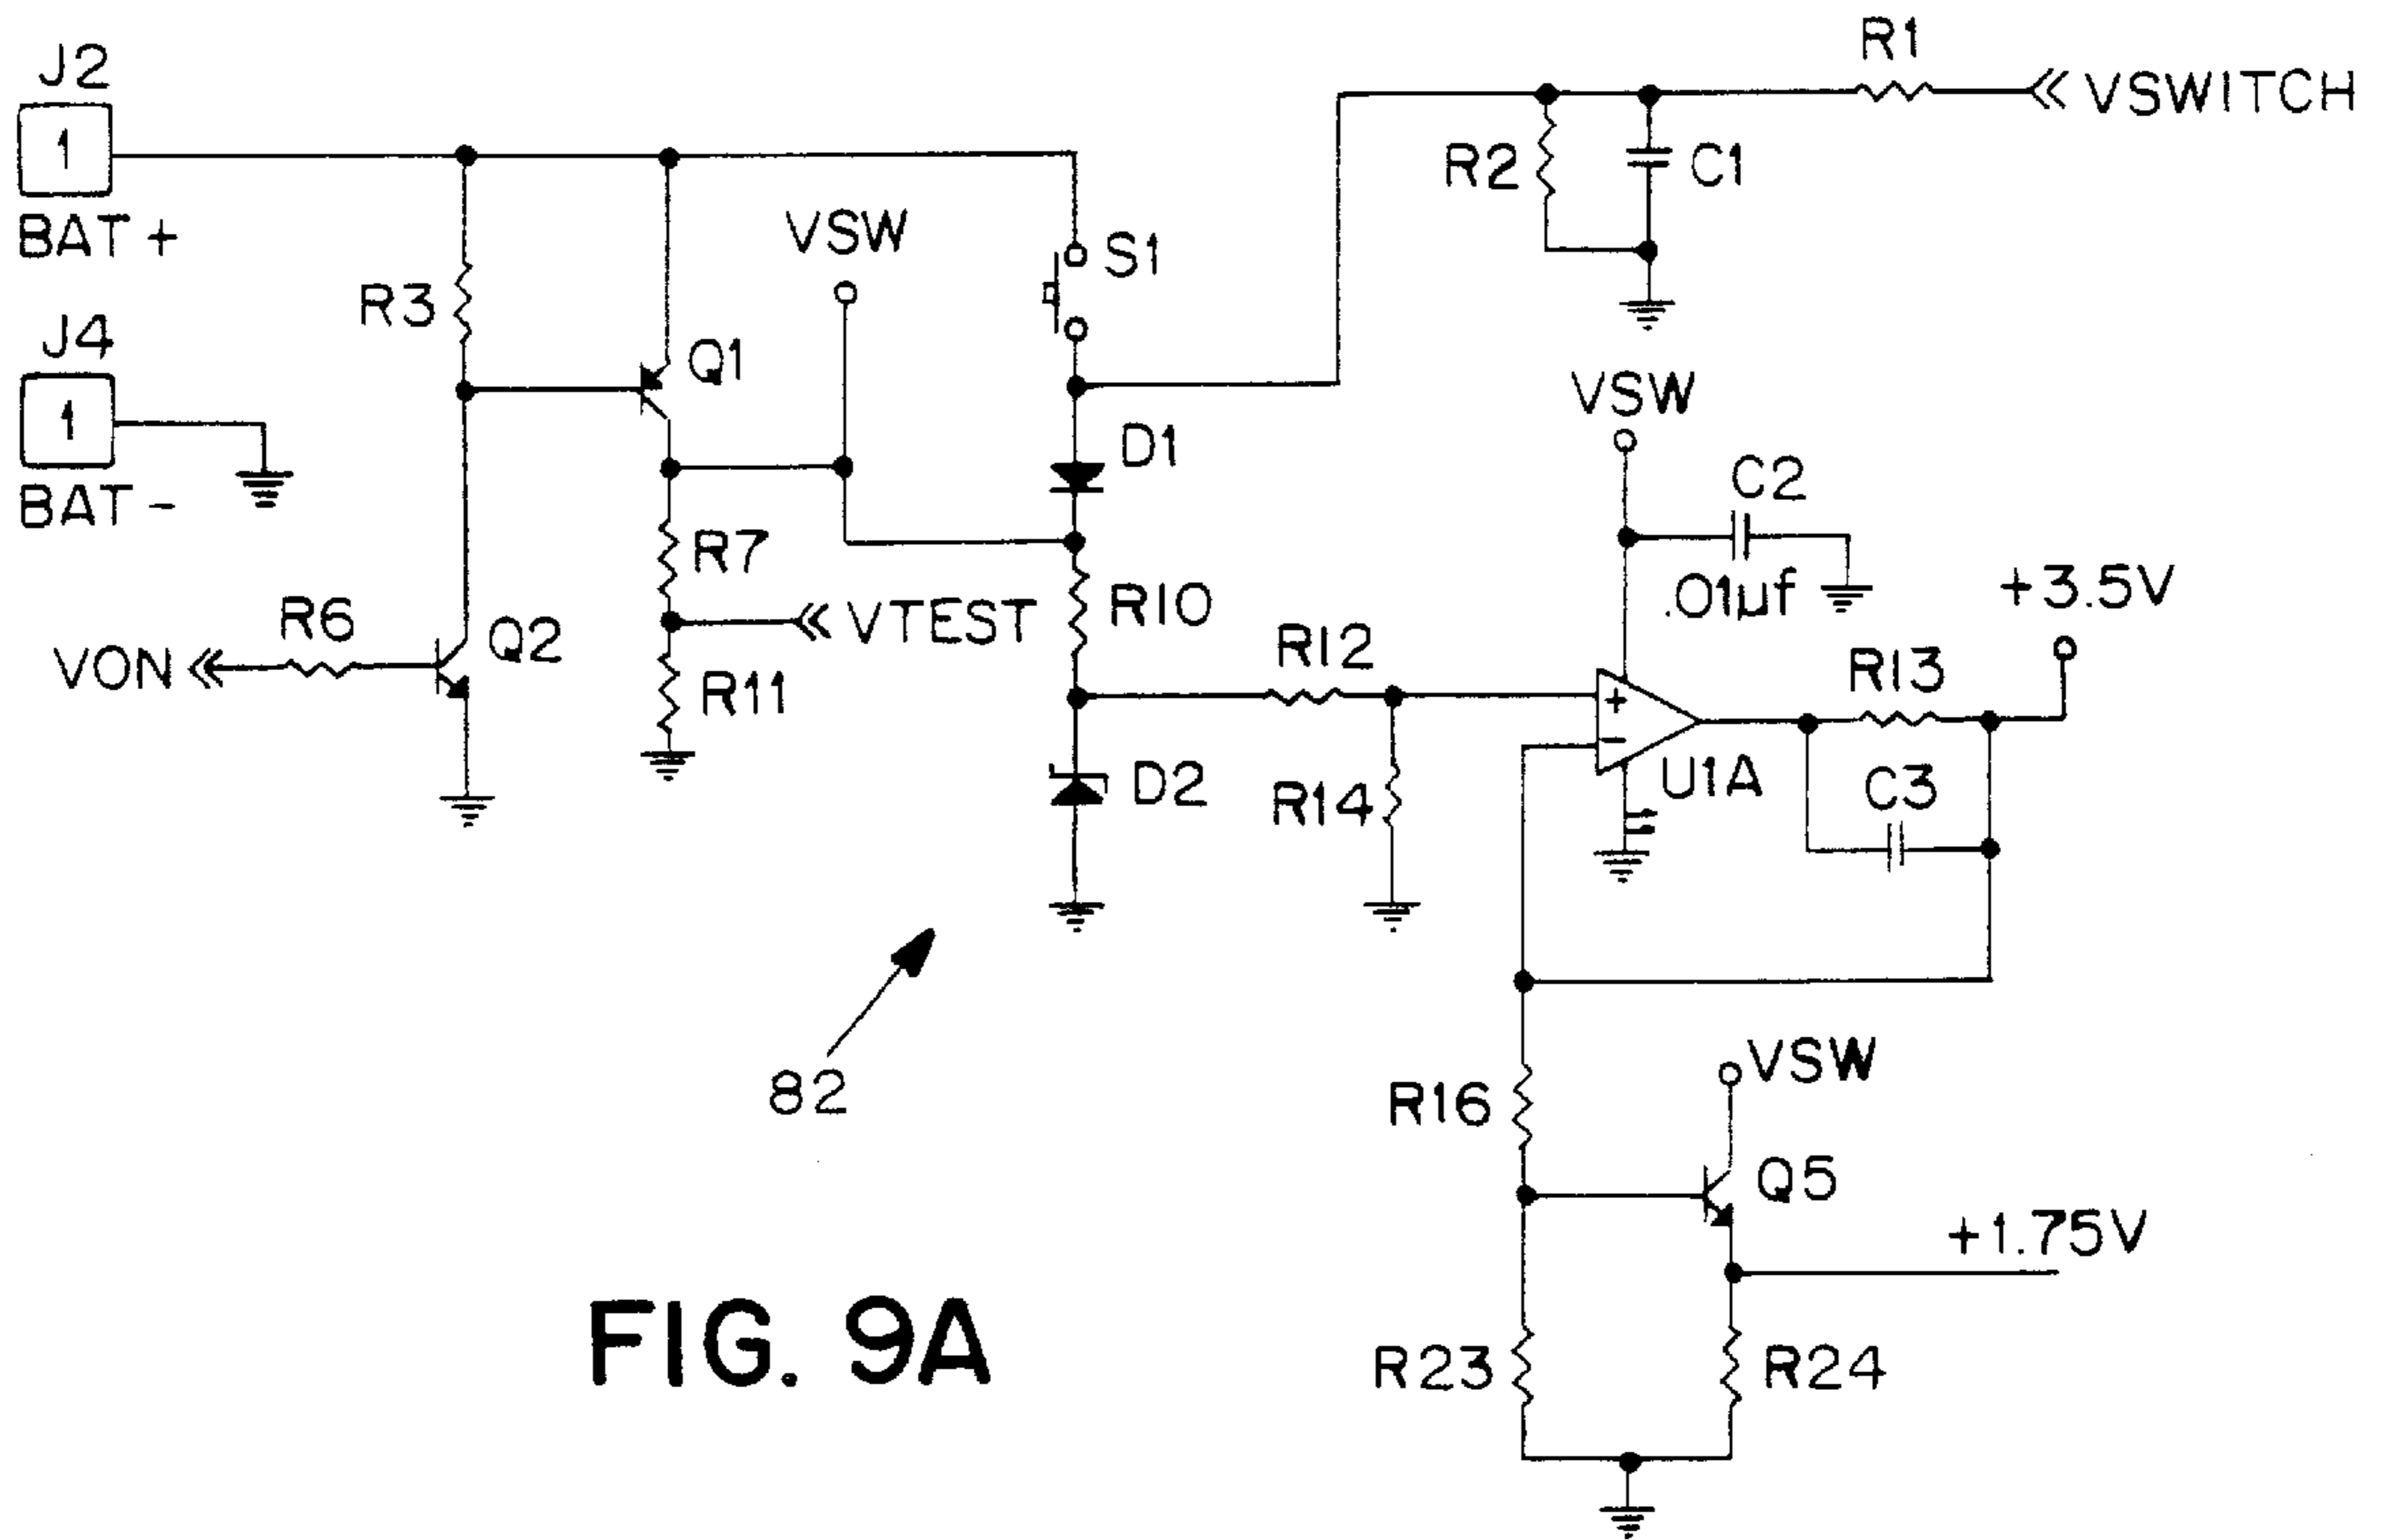 R1
VSWITCH
J2
1
BAT +
R2
C1
VSW
S1
R3
J4
1
BAT -
Q1
D1
VSW
C2
.01µf
R7
VTEST
R10
+3.5V
R6
VON
Q2
R11
R12
R13
+
-
U1A
D2
R14
C3
82
R16
VSW
Q5
+1.75V
R23
R24
FIG. 9A